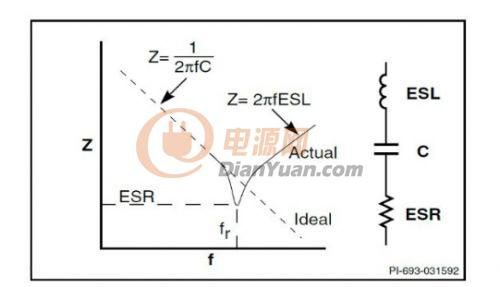 Z= 1
2πfC
Z= 2πfESL
Z
Actual
ESR
Ideal
fr
f
ESL
C
ESR
电源网
DianYuan.com
PI-693-031592